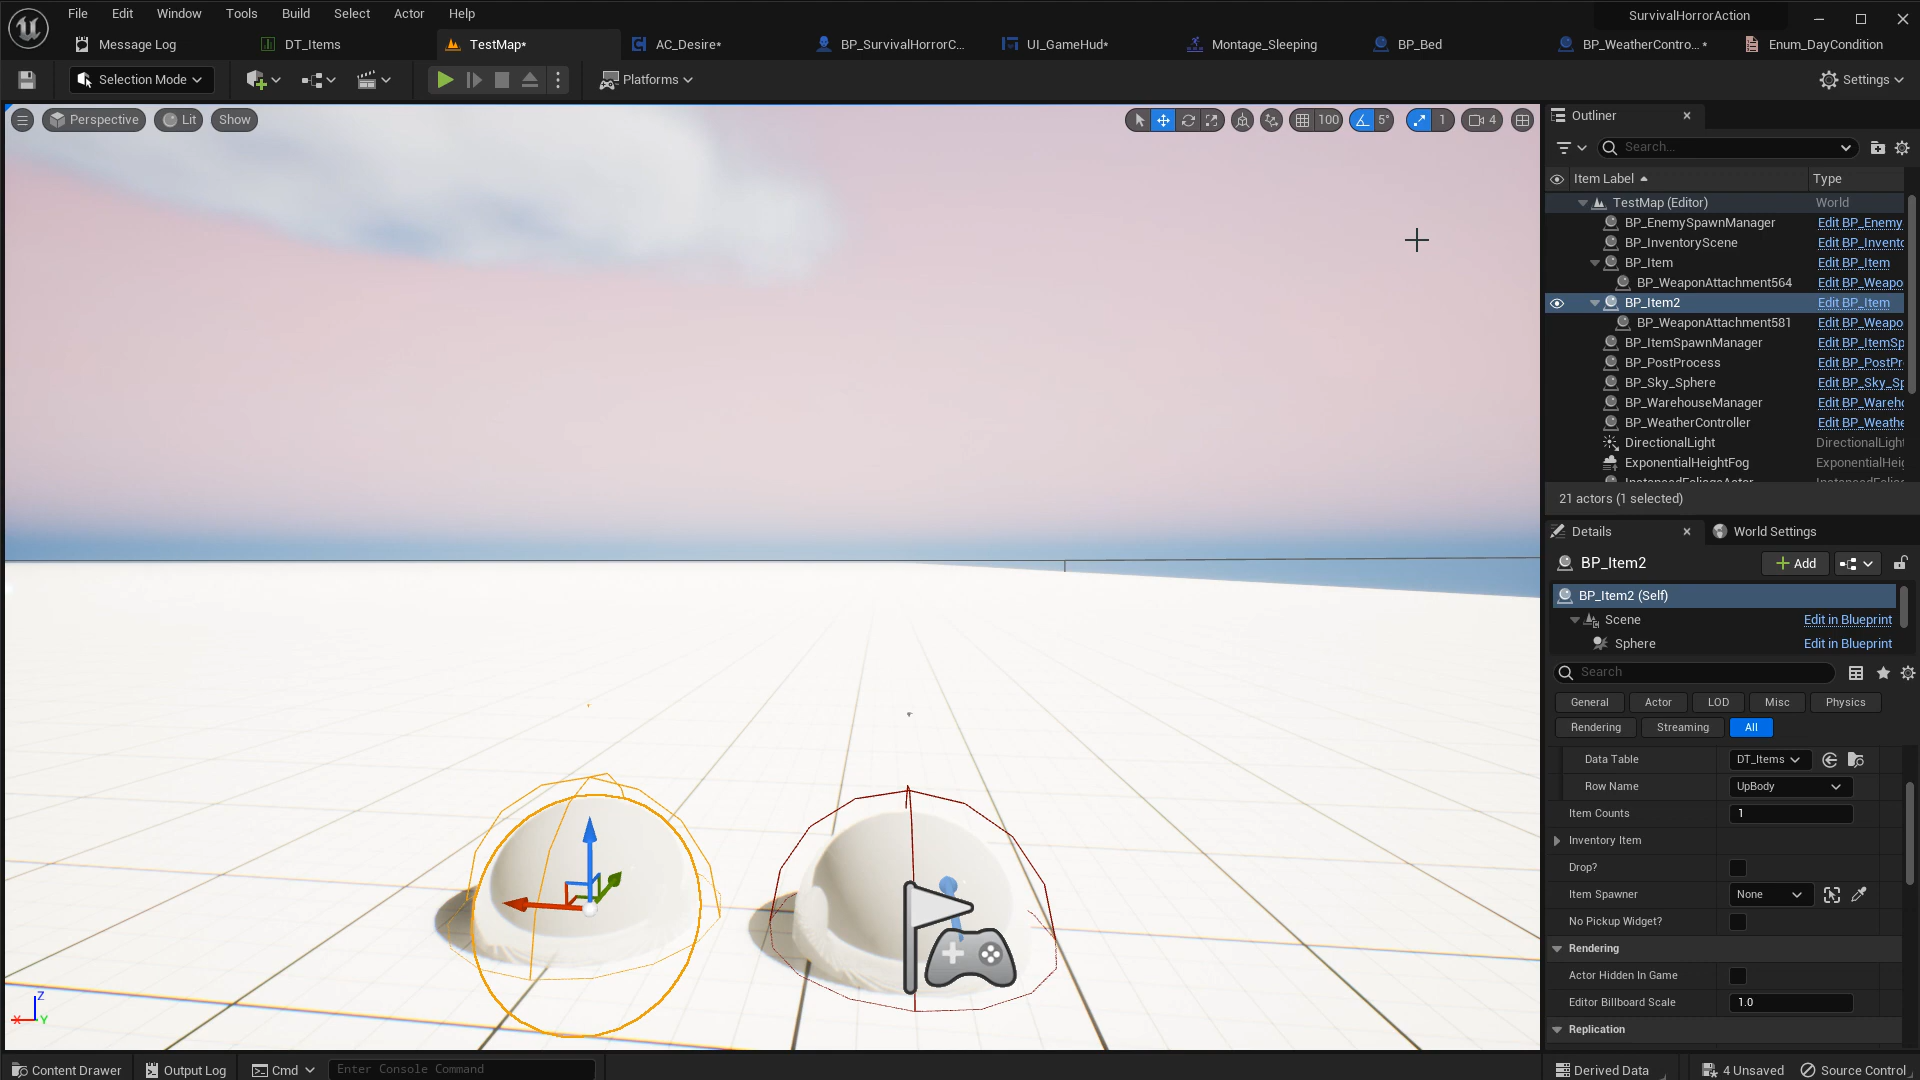 File Edit Window Tools Build Select Actor Help
SurvivalHorrorAction
Message Log
DT_Items
TestMap*
AC_Desire*
BP_SurvivalHorrorC...
UI_GameHud*
Montage_Sleeping
BP_Bed
BP_WeatherContro...*
Enum_DayCondition
Selection Mode
Platforms
Settings
Perspective
Lit
Show
100
5°
1
4
Outliner
Search...
Item Label
Type
TestMap (Editor) World
BP_EnemySpawnManager Edit BP_Enemy
BP_InventoryScene Edit BP_Invento
BP_Item Edit BP_Item
BP_WeaponAttachment564 Edit BP_Weapo
BP_Item2 Edit BP_Item
BP_WeaponAttachment581 Edit BP_Weapo
BP_ItemSpawnManager Edit BP_ItemSp
BP_PostProcess Edit BP_PostPr
BP_Sky_Sphere Edit BP_Sky_Sp
BP_WarehouseManager Edit BP_Wareho
BP_WeatherController Edit BP_Weathe
DirectionalLight DirectionalLight
ExponentialHeightFog ExponentialHeig
21 actors (1 selected)
Details
World Settings
BP_Item2
Add
BP_Item2 (Self)
Scene Edit in Blueprint
Sphere Edit in Blueprint
Search
General Actor LOD Misc Physics
Rendering Streaming All
Data Table DT_Items
Row Name UpBody
Item Counts 1
Inventory Item
Drop?
Item Spawner None
No Pickup Widget?
Rendering
Actor Hidden In Game
Editor Billboard Scale 1.0
Replication
Z
X
Y
Content Drawer
Output Log
Cmd
Enter Console Command
Derived Data
4 Unsaved
Source Control